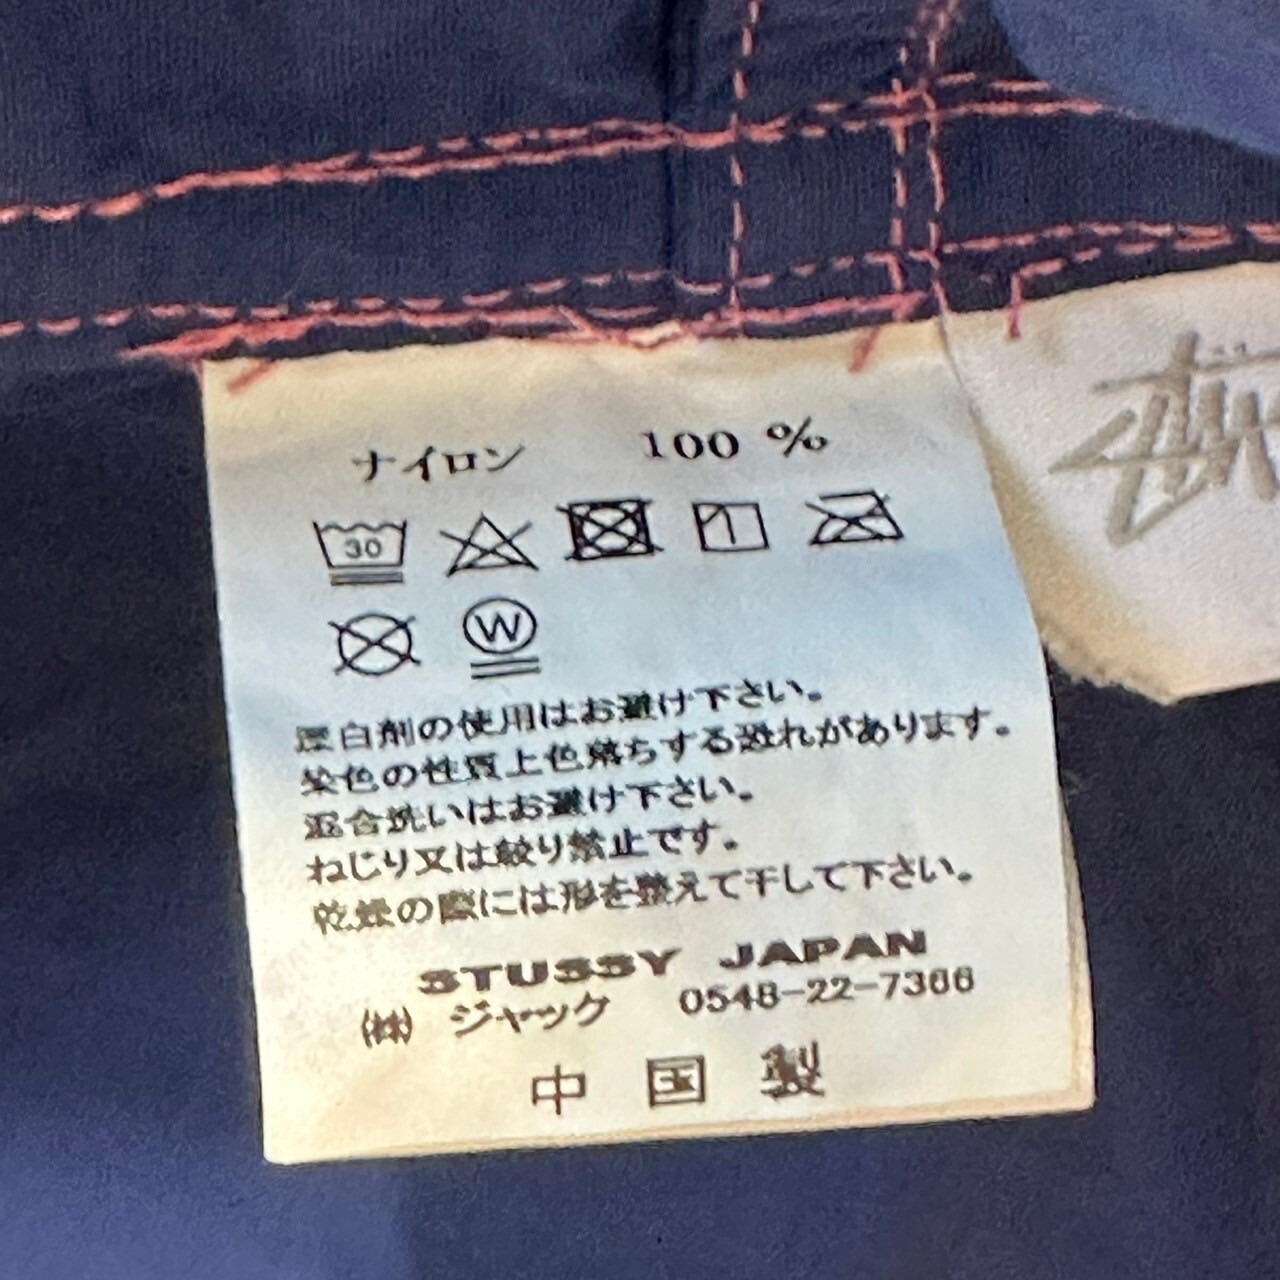 ナイロン 100 %
30
1
W
漂白剤の使用はお避け下さい。
染色の性質上色落ちする恐れがあります。
混合洗いはお避け下さい。
ねじり又は絞り禁止です。
乾燥の際には形を整えて干して下さい。
STUSSY JAPAN
(株) ジャック 0548-22-7366
中国製